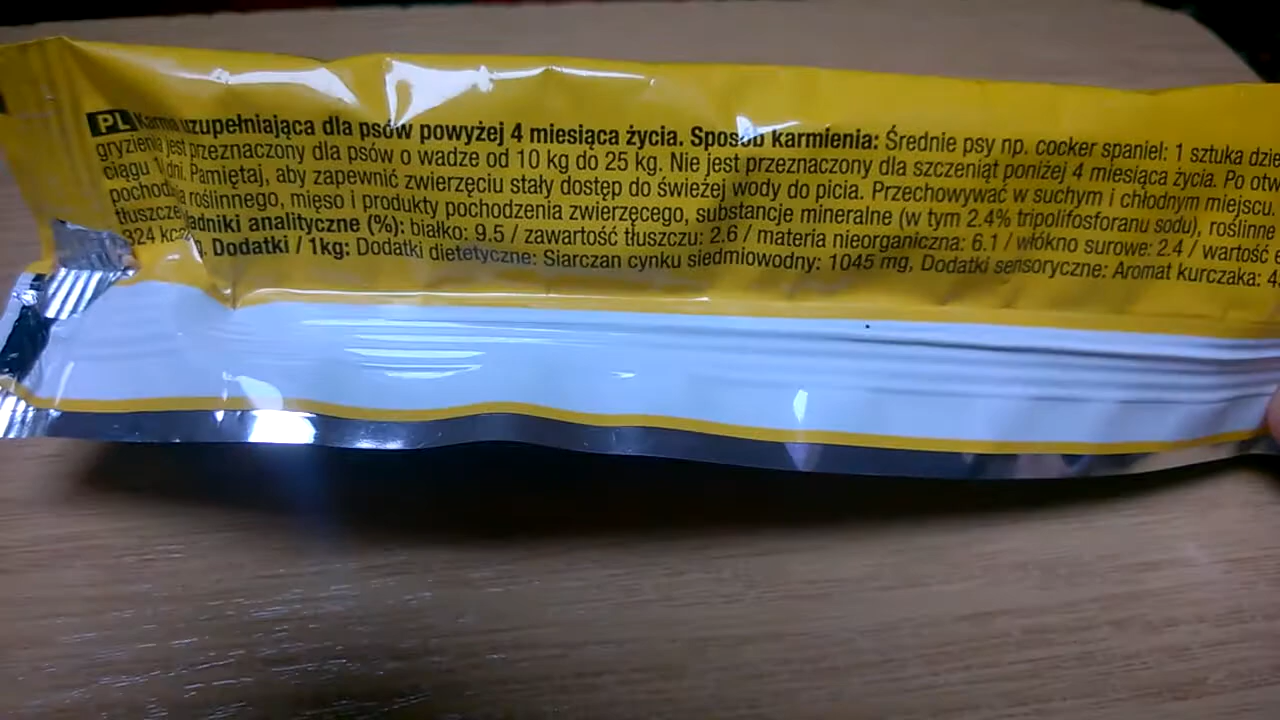 PL Karma uzupełniająca dla psów powyżej 4 miesiąca życia. Sposób karmienia: Średnie psy np. cocker spaniel: 1 sztuka dzie
gryzienia jest przeznaczony dla psów o wadze od 10 kg do 25 kg. Nie jest przeznaczony dla szczeniąt poniżej 4 miesiąca życia. Po otw
ciągu dni. Pamiętaj, aby zapewnić zwierzęciu stały dostęp do świeżej wody do picia. Przechowywać w suchym i chłodnym miejscu.
roślinnego, mięso i produkty pochodzenia zwierzęcego, substancje mineralne (w tym 2.4% tripolifosforanu sodu), roślinne
tłuszcze adniki analityczne (%): białko: 9.5 / zawartość tłuszczu: 2.6 / materia nieorganiczna: 6.1 / włókno surowe: 2.4 / wartość e
324 kca g. Dodatki / 1kg: Dodatki dietetyczne: Siarczan cynku siedmiowodny: 1045 mg, Dodatki sensoryczne: Aromat kurczaka: 4